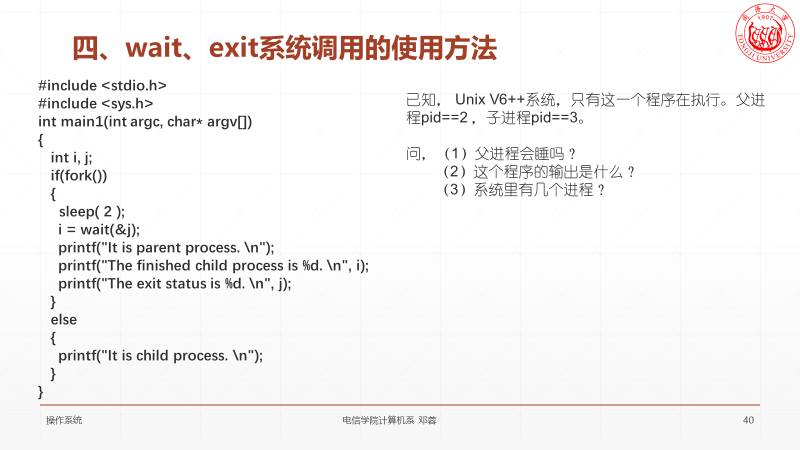 四、wait、exit系统调用的使用方法
同济大学
1907
TONGJI UNIVERSITY
#include <stdio.h>
#include <sys.h>
int main1(int argc, char* argv[])
{
int i, j;
if(fork())
{
sleep( 2 );
i = wait(&j);
printf("It is parent process. \n");
printf("The finished child process is %d. \n", i);
printf("The exit status is %d. \n", j);
}
else
{
printf("It is child process. \n");
}
}
已知， Unix V6++系统，只有这一个程序在执行。父进
程pid==2 ，子进程pid==3。
问，（1）父进程会睡吗？
（2）这个程序的输出是什么？
（3）系统里有几个进程？
操作系统
电信学院计算机系 邓蓉
40